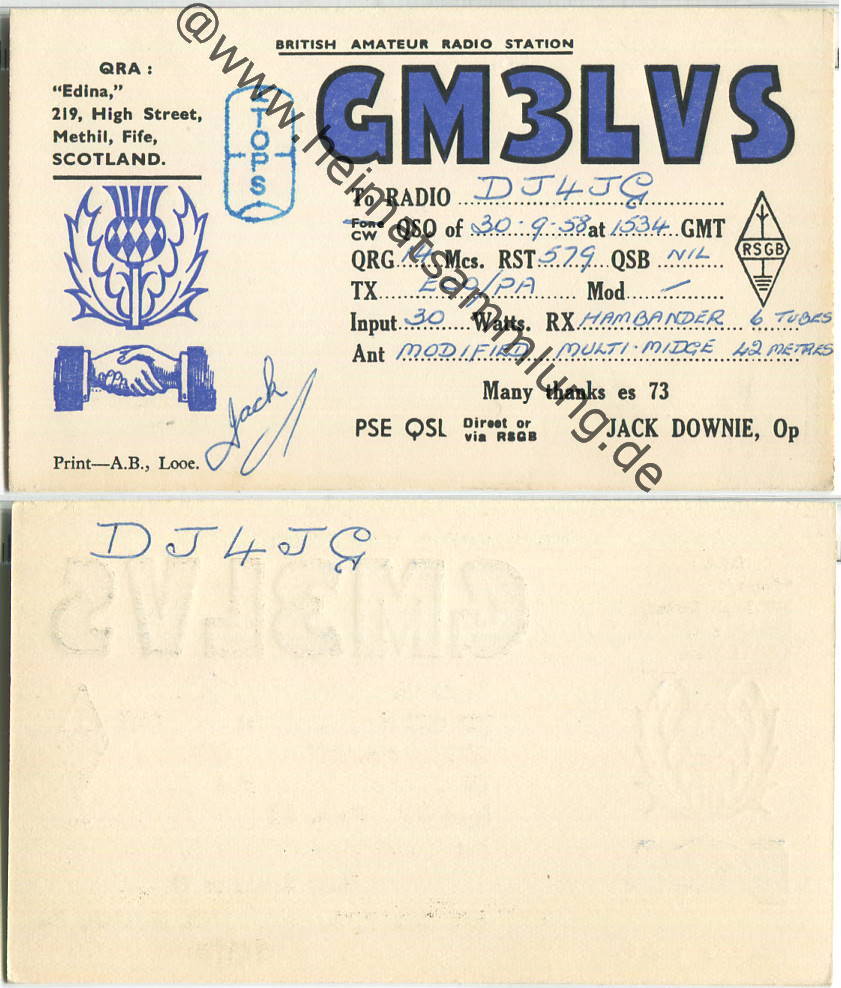 BRITISH AMATEUR RADIO STATION
QRA :
"Edina,"
219, High Street,
Methil, Fife,
SCOTLAND.
TOPS
GM3LVS
To RADIO DJ4JG
Fone
CW QSO of 30·9·58 at 1534 GMT
QRG 14 Mcs. RST 579 QSB NIL
TX ECO/PA Mod —
Input 30 Watts. RX HAMBANDER 6 TUBES
Ant MODIFIED MULTI-MIDGE 42 METRES
RSGB
Many thanks es 73
PSE QSL Direct or via RSGB JACK DOWNIE, Op
Jack
Print—A.B., Looe.
@www.heimatsammlung.de
DJ4JG